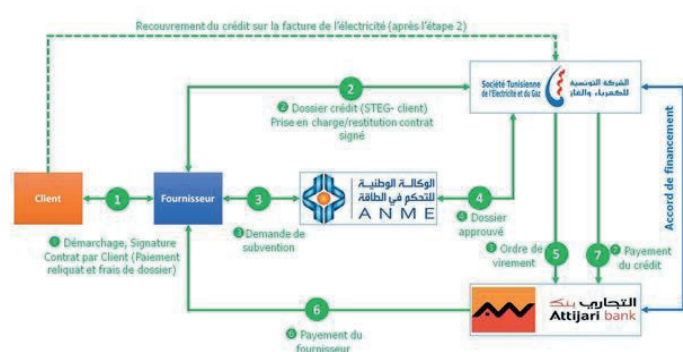 Recouvrement du crédit sur la facture de l'électricité (après l'étape 2)
Société Tunisienne
de l'Electricité et du Gaz
الشركة التونسية
للكهرباء والغاز
2
❷ Dossier crédit (STEG- client)
Prise en charge/restitution contrat
signé
Accord de financement
Client
1
Fournisseur
3
الوكالة الوطنية
للتحكم في الطاقة
ANME
4
❹ Dossier
approuvé
❶ Démarchage, Signature
Contrat par Client (Paiement
reliquat et frais de dossier)
❸ Demande de
subvention
❺ Ordre de
virement
5
7
❼ Payement
du crédit
6
❻ Payement du
fournisseur
التجاري بنك
Attijari bank